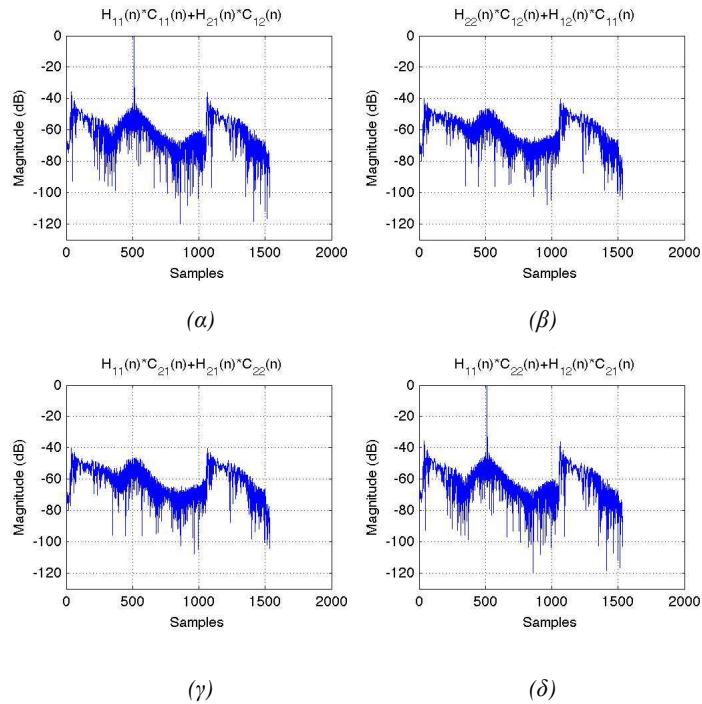 H11(n)*C11(n)+H21(n)*C12(n)
0
-20
-40
-60
-80
-100
-120
Magnitude (dB)
0 500 1000 1500 2000
Samples
(α)
H22(n)*C12(n)+H12(n)*C11(n)
0
-20
-40
-60
-80
-100
-120
Magnitude (dB)
0 500 1000 1500 2000
Samples
(β)
H11(n)*C21(n)+H21(n)*C22(n)
0
-20
-40
-60
-80
-100
-120
Magnitude (dB)
0 500 1000 1500 2000
Samples
(γ)
H11(n)*C22(n)+H12(n)*C21(n)
0
-20
-40
-60
-80
-100
-120
Magnitude (dB)
0 500 1000 1500 2000
Samples
(δ)